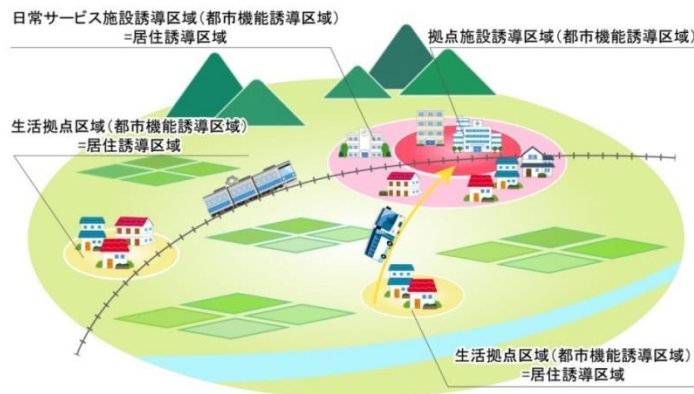 日常サービス施設誘導区域(都市機能誘導区域)
=居住誘導区域
拠点施設誘導区域(都市機能誘導区域)
生活拠点区域(都市機能誘導区域)
=居住誘導区域
生活拠点区域(都市機能誘導区域)
=居住誘導区域